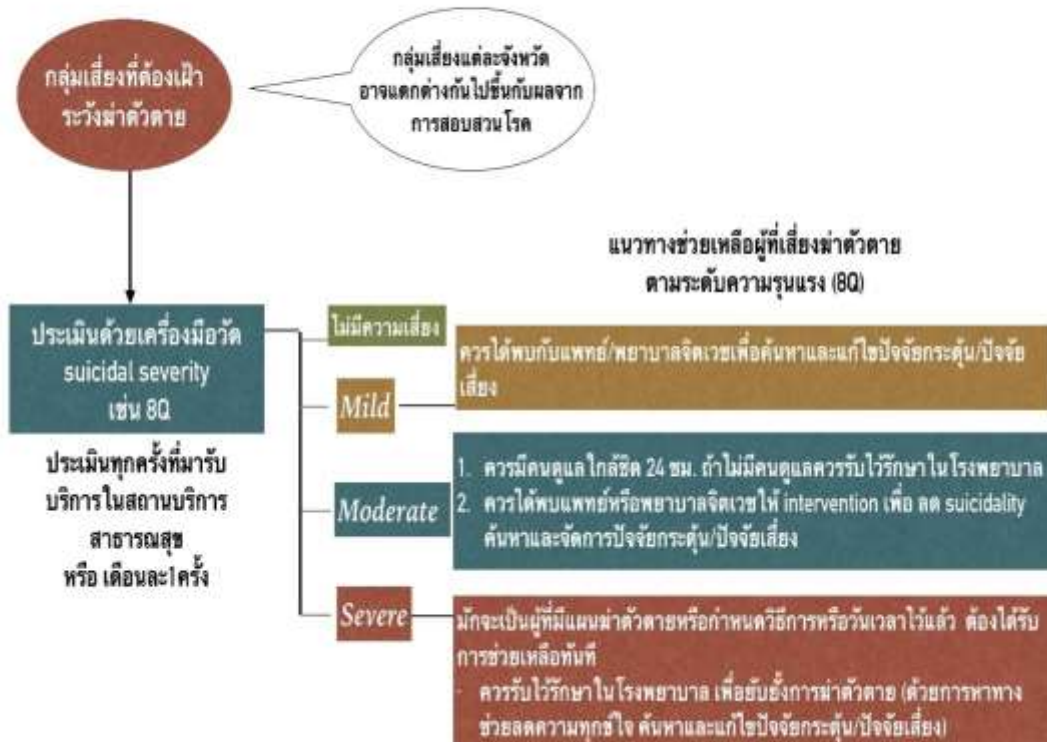 กลุ่มเสี่ยงที่ต้องเฝ้า
ระวังฆ่าตัวตาย
กลุ่มเสี่ยงแต่ละจังหวัด
อาจแตกต่างกันไปขึ้นกับผลจาก
การสอบสวนโรค
แนวทางช่วยเหลือผู้ที่เสี่ยงฆ่าตัวตาย
ตามระดับความรุนแรง (8Q)
ประเมินด้วยเครื่องมือวัด
suicidal severity
เช่น 8Q
ประเมินทุกครั้งที่มารับ
บริการในสถานบริการ
สาธารณสุข
หรือ เดือนละ1ครั้ง
ไม่มีความเสี่ยง
Mild
ควรได้พบกับแพทย์/พยาบาลจิตเวชเพื่อค้นหาและแก้ไขปัจจัยกระตุ้น/ปัจจัย
เสี่ยง
Moderate
1. ควรมีคนดูแลใกล้ชิด 24 ชม. ถ้าไม่มีคนดูแลควรรับไว้รักษาในโรงพยาบาล
2. ควรได้พบแพทย์หรือพยาบาลจิตเวชให้ intervention เพื่อ ลด suicidality
ค้นหาและจัดการปัจจัยกระตุ้น/ปัจจัยเสี่ยง
Severe
มักจะเป็นผู้ที่มีแผนฆ่าตัวตายหรือกำหนดวิธีการหรือวันเวลาไว้แล้ว ต้องได้รับ
การช่วยเหลือทันที
- ควรรับไว้รักษาในโรงพยาบาล เพื่อยับยั้งการฆ่าตัวตาย (ด้วยการหาทาง
ช่วยลดความทุกข์ใจ ค้นหาและแก้ไขปัจจัยกระตุ้น/ปัจจัยเสี่ยง)